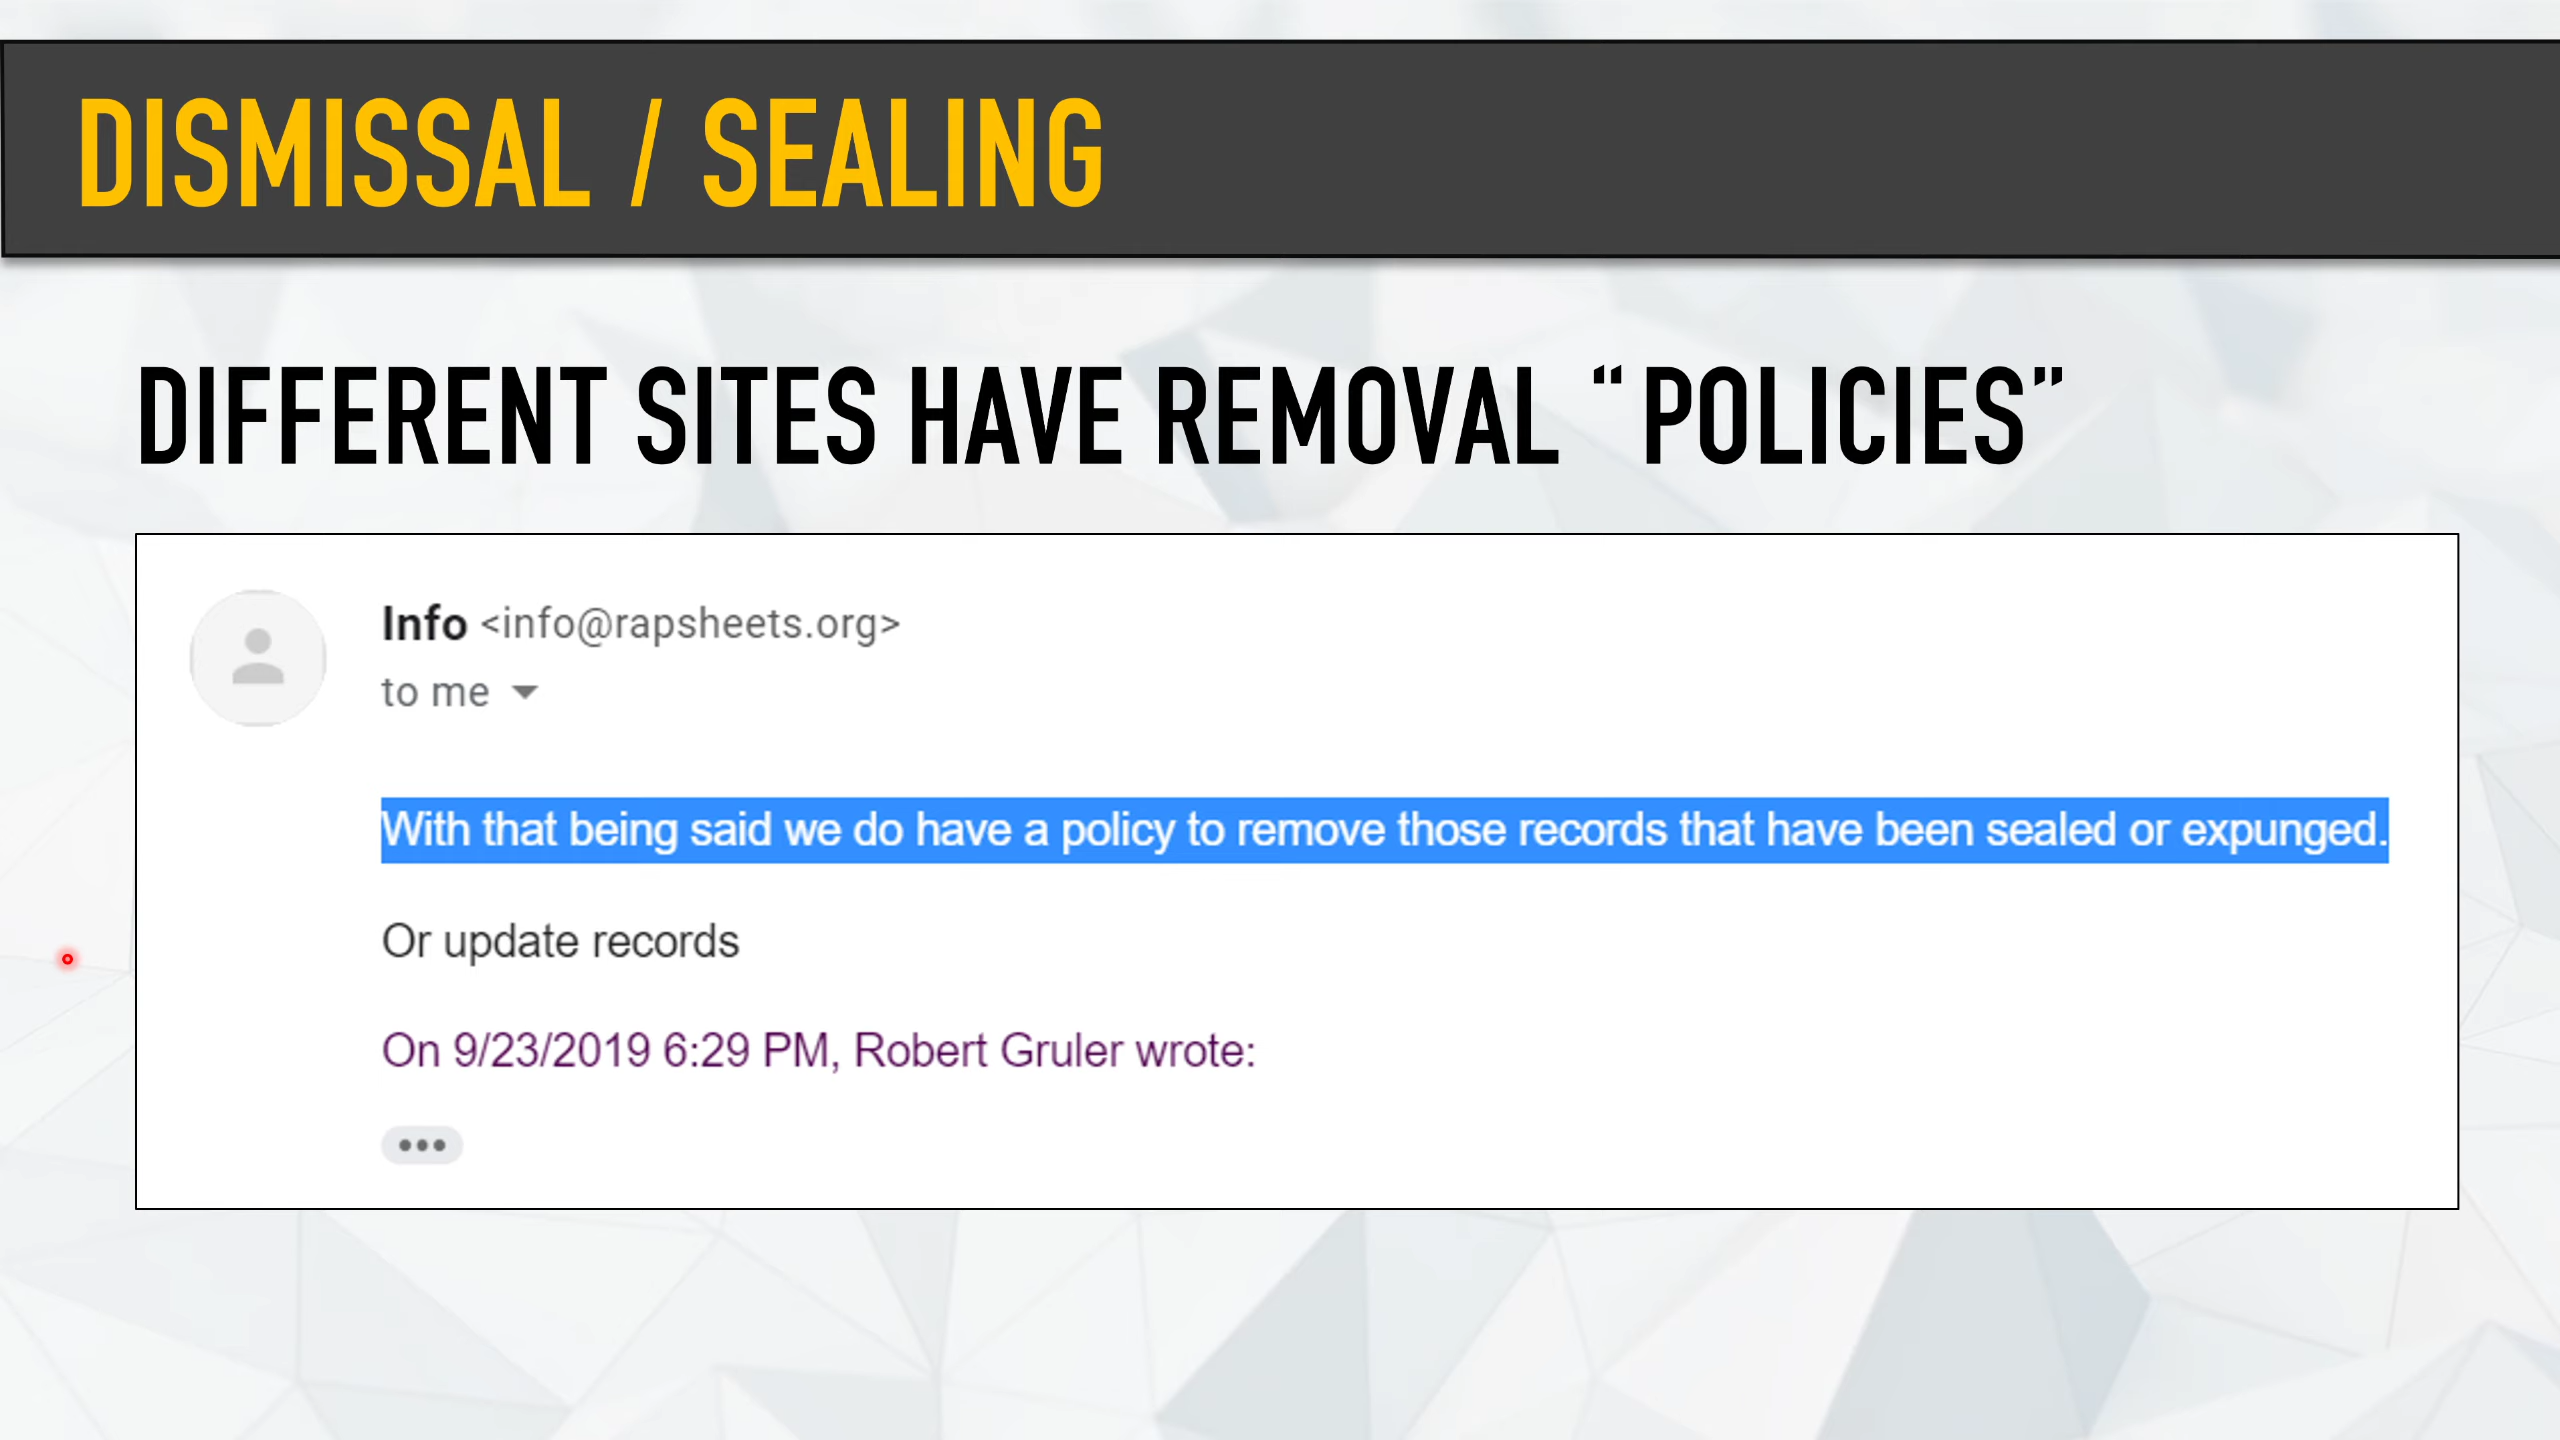 DISMISSAL / SEALING
DIFFERENT SITES HAVE REMOVAL “POLICIES”
Info <info@rapsheets.org>
to me
With that being said we do have a policy to remove those records that have been sealed or expunged.
Or update records
On 9/23/2019 6:29 PM, Robert Gruler wrote: